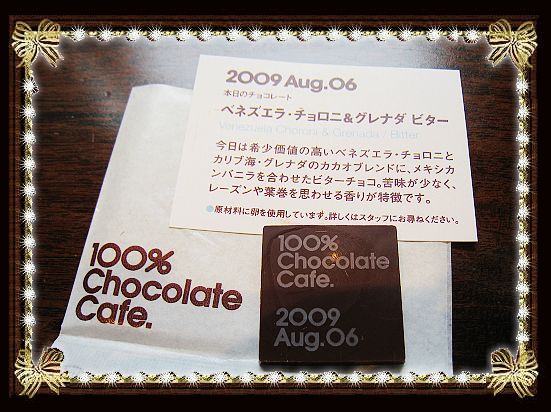 2009 Aug.06
本日のチョコレート
ベネズエラ・チョロニ&グレナダ ビター
Venezuela Choroni & Grenada / Bitter
今日は希少価値の高いベネズエラ・チョロニと
カリブ海・グレナダのカカオブレンドに、メキシカ
ンバニラを合わせたビターチョコ。苦味が少なく、
レーズンや葉巻を思わせる香りが特徴です。
●原材料に卵を使用しています。詳しくはスタッフにお尋ねください。
100%
Chocolate
Cafe.
100%
Chocolate
Cafe.
2009
Aug.06